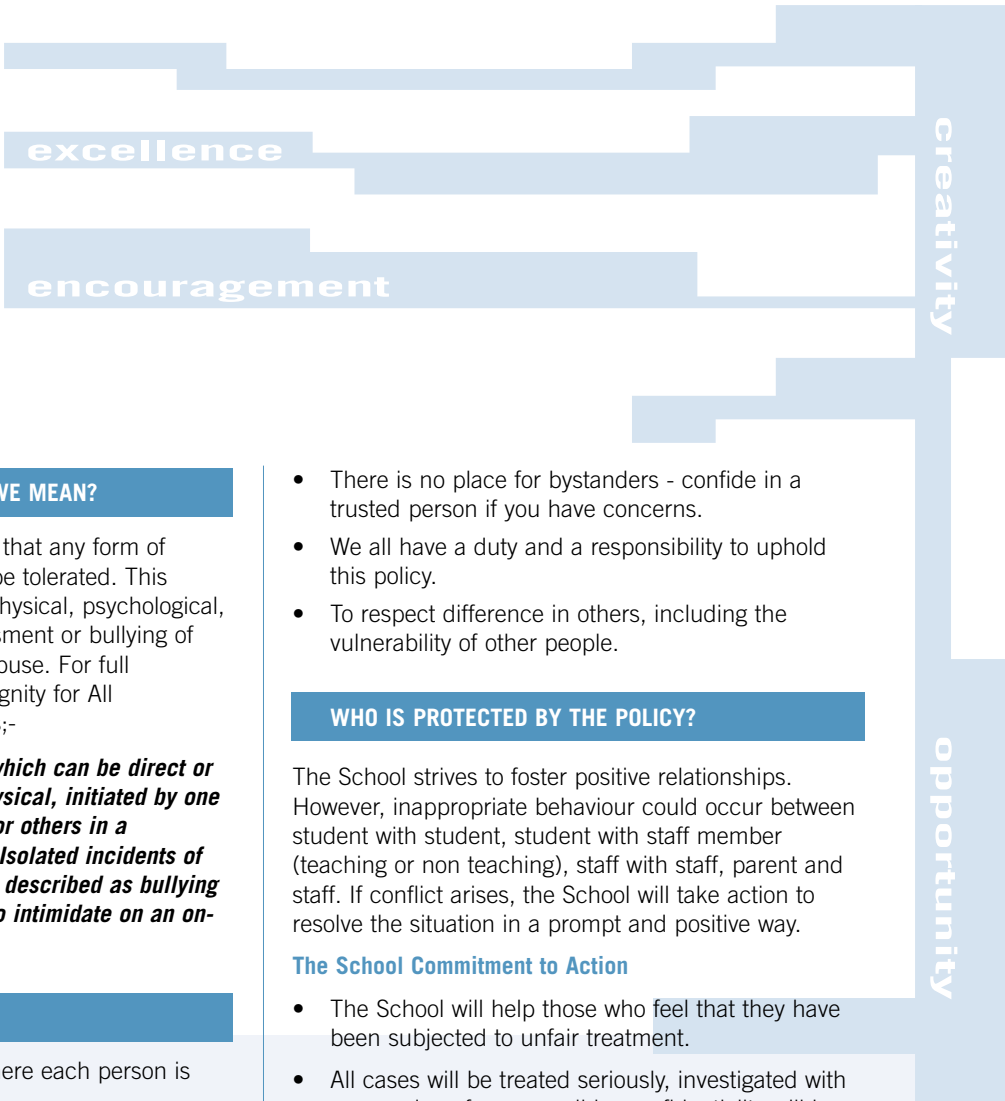 excellence
encouragement
creativity
opportunity
WE MEAN?
that any form of
be tolerated. This
hysical, psychological,
sment or bullying of
ouse. For full
gnity for All
;-
which can be direct or
ysical, initiated by one
or others in a
Isolated incidents of
described as bullying
o intimidate on an on-
ere each person is
• There is no place for bystanders - confide in a
trusted person if you have concerns.
• We all have a duty and a responsibility to uphold
this policy.
• To respect difference in others, including the
vulnerability of other people.
WHO IS PROTECTED BY THE POLICY?
The School strives to foster positive relationships.
However, inappropriate behaviour could occur between
student with student, student with staff member
(teaching or non teaching), staff with staff, parent and
staff. If conflict arises, the School will take action to
resolve the situation in a prompt and positive way.
The School Commitment to Action
• The School will help those who feel that they have
been subjected to unfair treatment.
• All cases will be treated seriously, investigated with